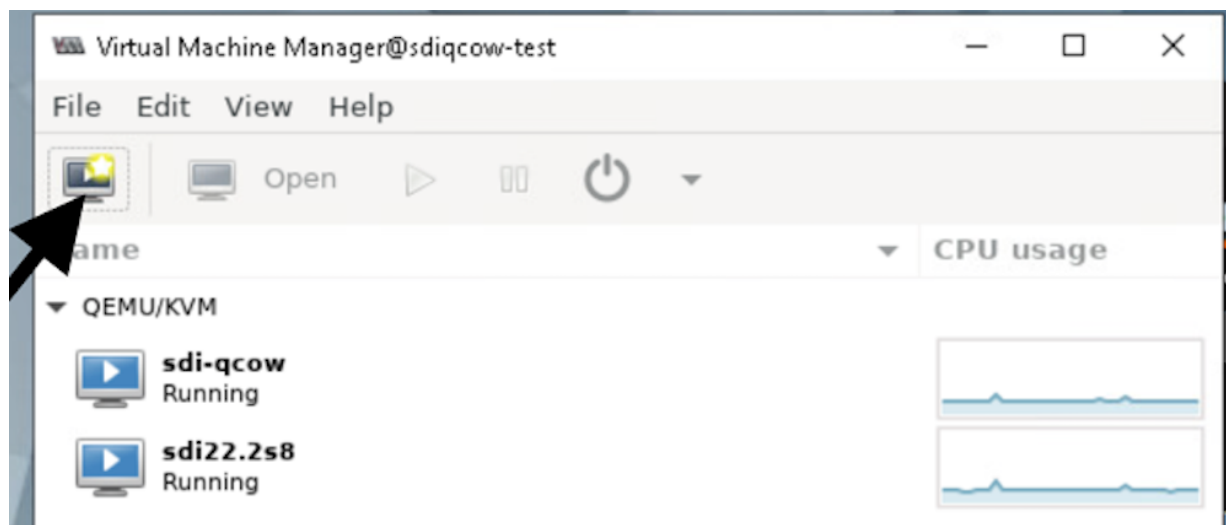 Virtual Machine Manager@sdiqcow-test
File Edit View Help
Open
ame CPU usage
QEMU/KVM
sdi-qcow
Running
sdi22.2s8
Running